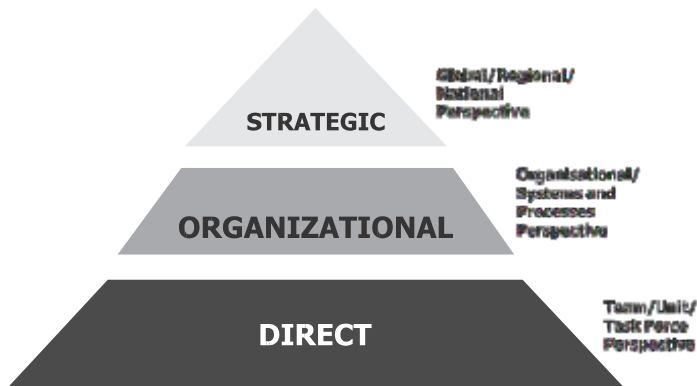 STRATEGIC
Global/Regional/
National
Perspective
ORGANIZATIONAL
Organisational/
Systems and
Processes
Perspective
DIRECT
Team/Unit/
Task Force
Perspective